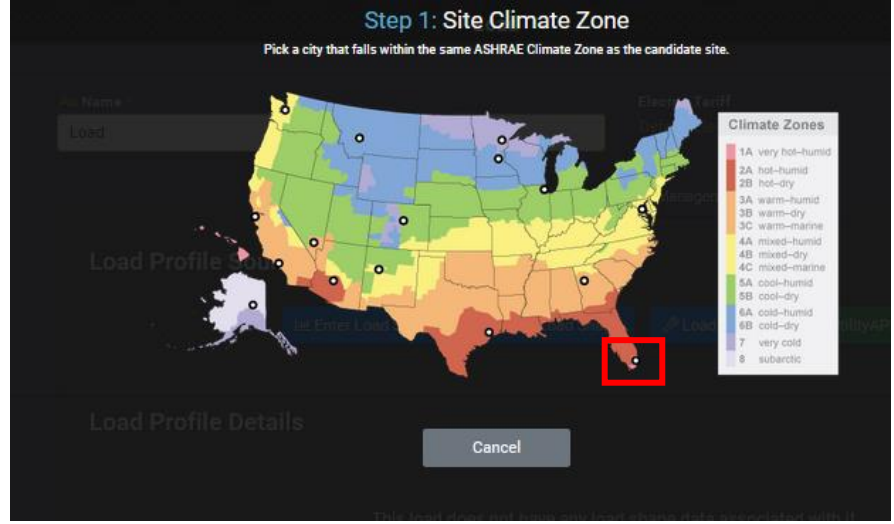 Step 1: Site Climate Zone
Pick a city that falls within the same ASHRAE Climate Zone as the candidate site.
Name
Load
Climate Zones
1A very hot–humid
2A hot–humid
2B hot–dry
3A warm–humid
3B warm–dry
3C warm–marine
4A mixed–humid
4B mixed–dry
4C mixed–marine
5A cool–humid
5B cool–dry
6A cold–humid
6B cold–dry
7 very cold
8 subarctic
Load Profile
Load Profile Details
Cancel
This load does not have any load shape data associated with it